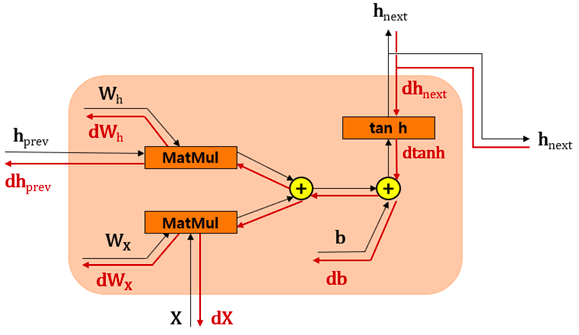 h_next
W_h
dh_next
dW_h
h_prev
tan h
h_next
MatMul
dtanh
dh_prev
+
+
MatMul
W_X
b
dW_X
db
X
dX